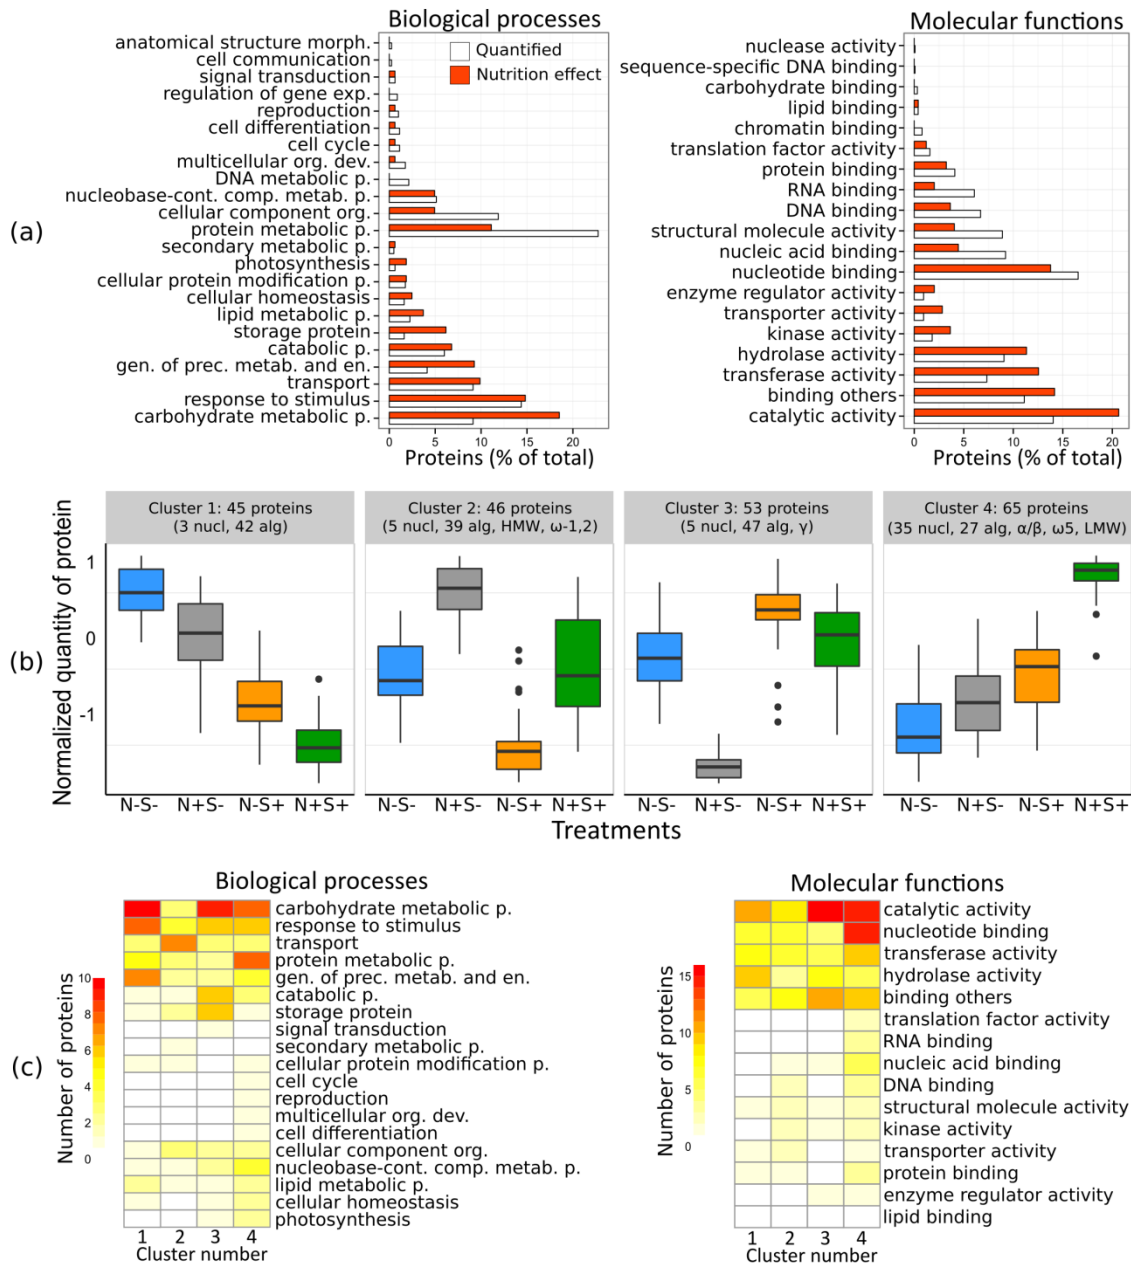 Biological processes
Molecular functions
(a)
anatomical structure morph.
cell communication
signal transduction
regulation of gene exp.
reproduction
cell differentiation
cell cycle
multicellular org. dev.
DNA metabolic p.
nucleobase-cont. comp. metab. p.
cellular component org.
protein metabolic p.
secondary metabolic p.
photosynthesis
cellular protein modification p.
cellular homeostasis
lipid metabolic p.
storage protein
catabolic p.
gen. of prec. metab. and en.
transport
response to stimulus
carbohydrate metabolic p.
Quantified
Nutrition effect
0 5 10 15 20
Proteins (% of total)
nuclease activity
sequence-specific DNA binding
carbohydrate binding
lipid binding
chromatin binding
translation factor activity
protein binding
RNA binding
DNA binding
structural molecule activity
nucleic acid binding
nucleotide binding
enzyme regulator activity
transporter activity
kinase activity
hydrolase activity
transferase activity
binding others
catalytic activity
0 5 10 15 20
Proteins (% of total)
(b)
Normalized quantity of protein
1
0
-1
Cluster 1: 45 proteins
(3 nucl, 42 alg)
Cluster 2: 46 proteins
(5 nucl, 39 alg, HMW, ω-1,2)
Cluster 3: 53 proteins
(5 nucl, 47 alg, γ)
Cluster 4: 65 proteins
(35 nucl, 27 alg, α/β, ω5, LMW)
N-S- N+S- N-S+ N+S+
N-S- N+S- N-S+ N+S+
N-S- N+S- N-S+ N+S+
N-S- N+S- N-S+ N+S+
Treatments
(c)
Biological processes
Number of proteins
10
8
6
4
2
0
carbohydrate metabolic p.
response to stimulus
transport
protein metabolic p.
gen. of prec. metab. and en.
catabolic p.
storage protein
signal transduction
secondary metabolic p.
cellular protein modification p.
cell cycle
reproduction
multicellular org. dev.
cell differentiation
cellular component org.
nucleobase-cont. comp. metab. p.
lipid metabolic p.
cellular homeostasis
photosynthesis
1 2 3 4
Cluster number
Molecular functions
Number of proteins
15
10
5
0
catalytic activity
nucleotide binding
transferase activity
hydrolase activity
binding others
translation factor activity
RNA binding
nucleic acid binding
DNA binding
structural molecule activity
kinase activity
transporter activity
protein binding
enzyme regulator activity
lipid binding
1 2 3 4
Cluster number